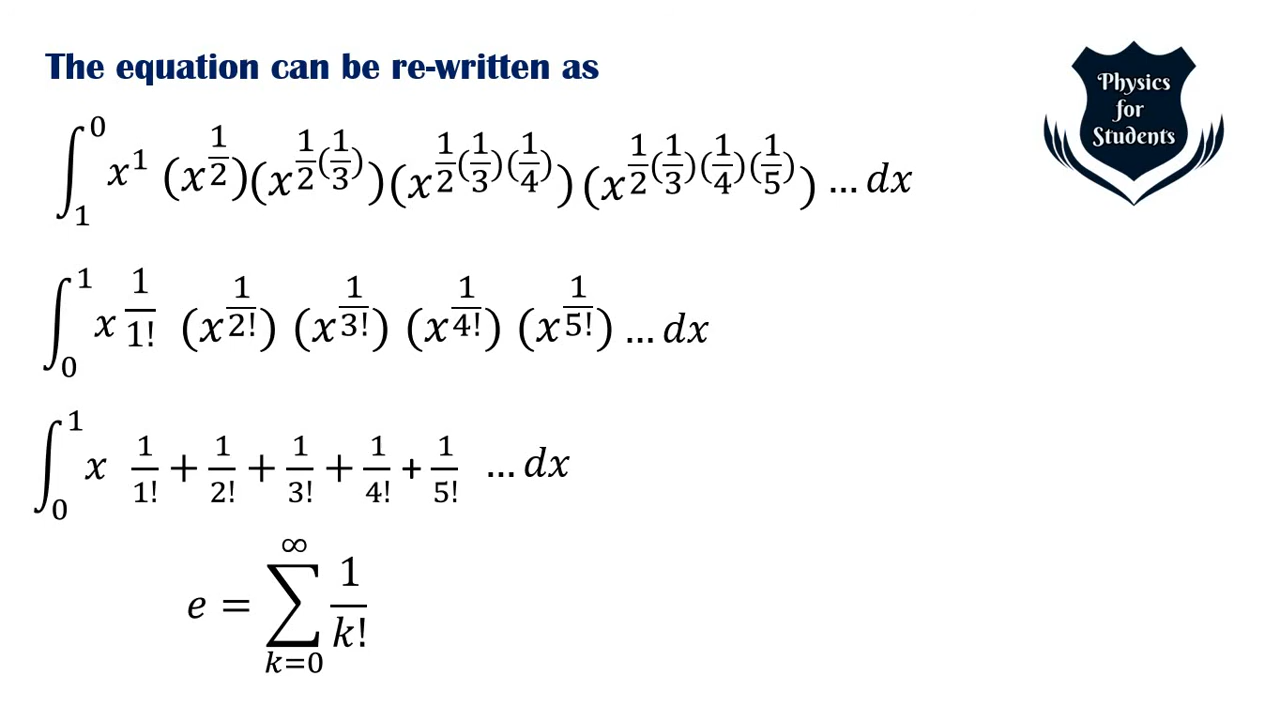 The equation can be re-written as
∫₁⁰ x¹ (x^{1/2})(x^{1/2(1/3)})(x^{1/2(1/3)(1/4)})(x^{1/2(1/3)(1/4)(1/5)}) ... dx
∫₀¹ x 1/1! (x^{1/2!}) (x^{1/3!}) (x^{1/4!}) (x^{1/5!}) ... dx
∫₀¹ x 1/1! + 1/2! + 1/3! + 1/4! + 1/5! ... dx
e = ∑_{k=0}^{∞} 1/k!
Physics
for
Students